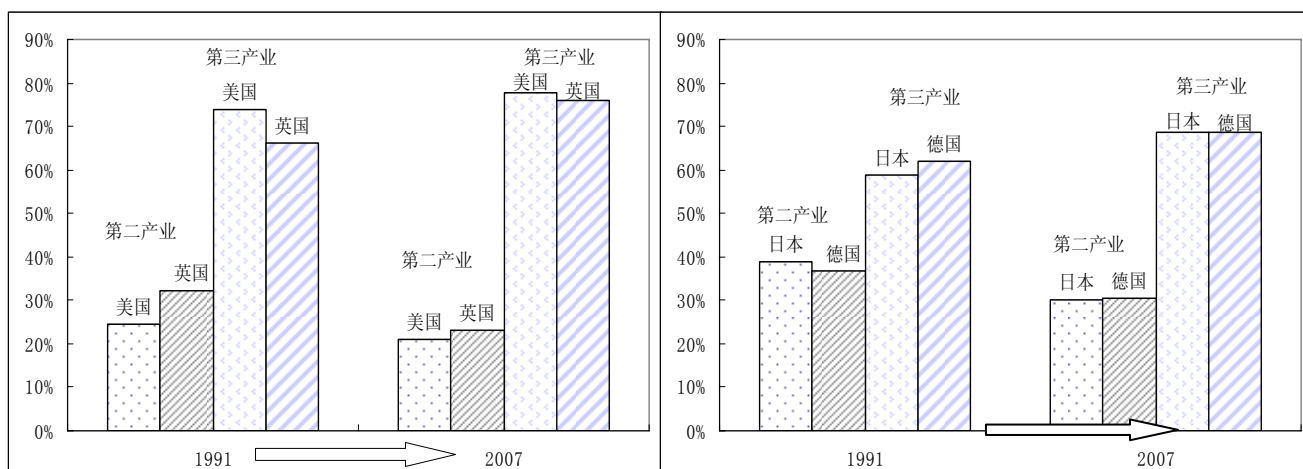 90%
80%
70%
60%
50%
40%
30%
20%
10%
0%
第三产业
美国
英国
第二产业
美国
英国
第三产业
美国
英国
第二产业
美国
英国
1991
2007
90%
80%
70%
60%
50%
40%
30%
20%
10%
0%
第三产业
日本
德国
第二产业
日本
德国
第三产业
日本
德国
第二产业
日本
德国
1991
2007